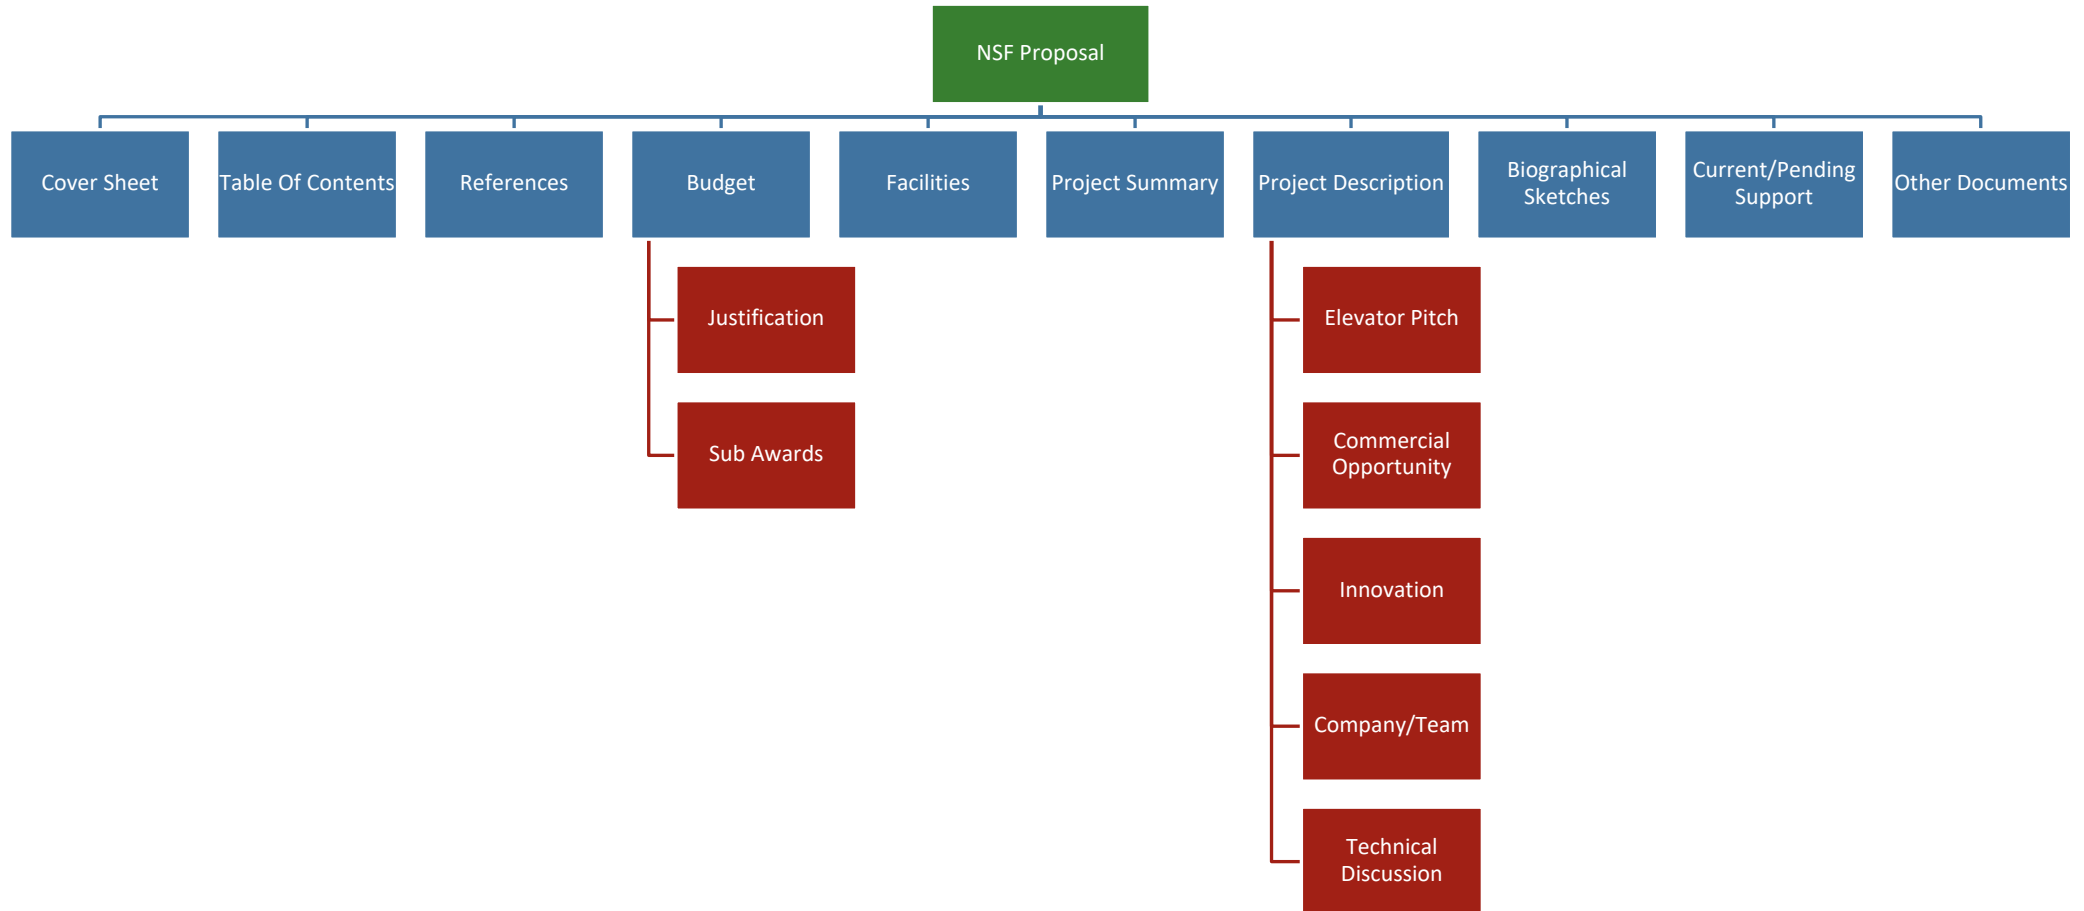 NSF Proposal
Cover Sheet
Table Of Contents
References
Budget
Facilities
Project Summary
Project Description
Biographical
Sketches
Current/Pending
Support
Other Documents
Justification
Sub Awards
Elevator Pitch
Commercial
Opportunity
Innovation
Company/Team
Technical
Discussion